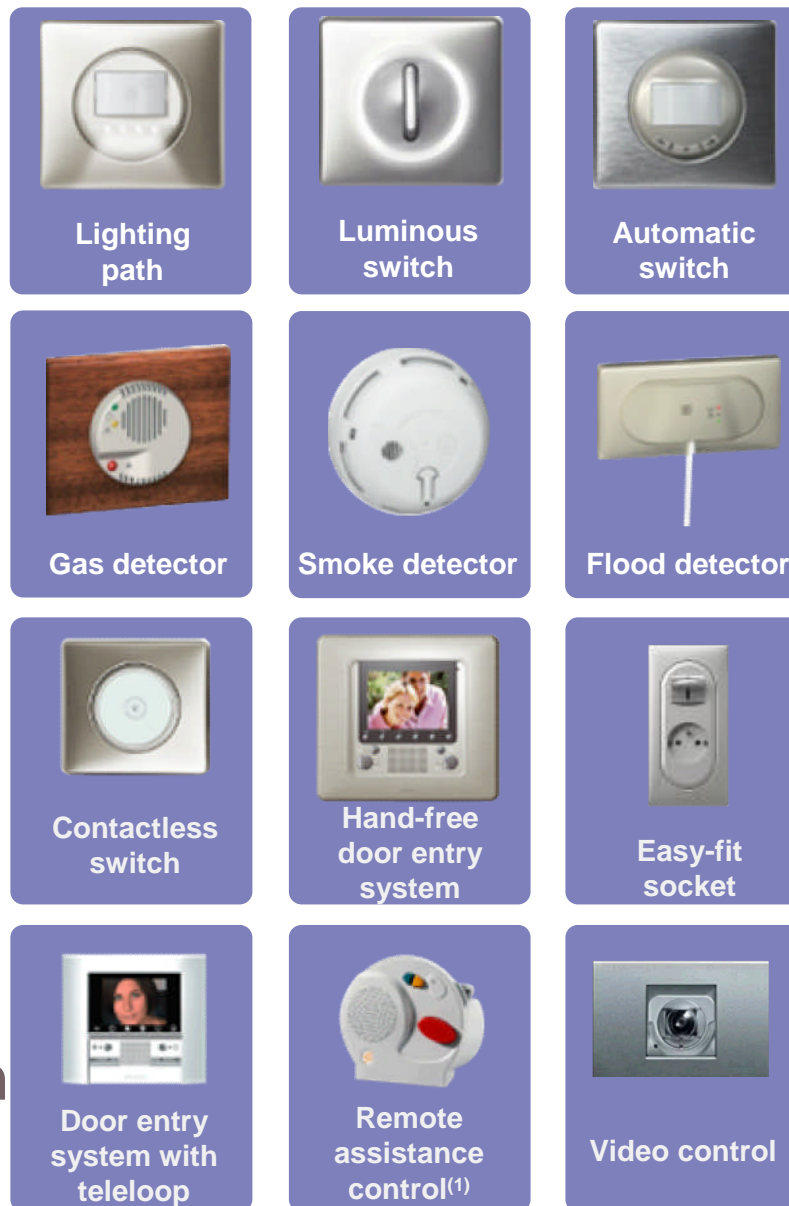 Lighting
path
Luminous
switch
Automatic
switch
Gas detector
Smoke detector
Flood detector
Contactless
switch
Hand-free
door entry
system
Easy-fit
socket
Door entry
system with
teleloop
Remote
assistance
control(1)
Video control